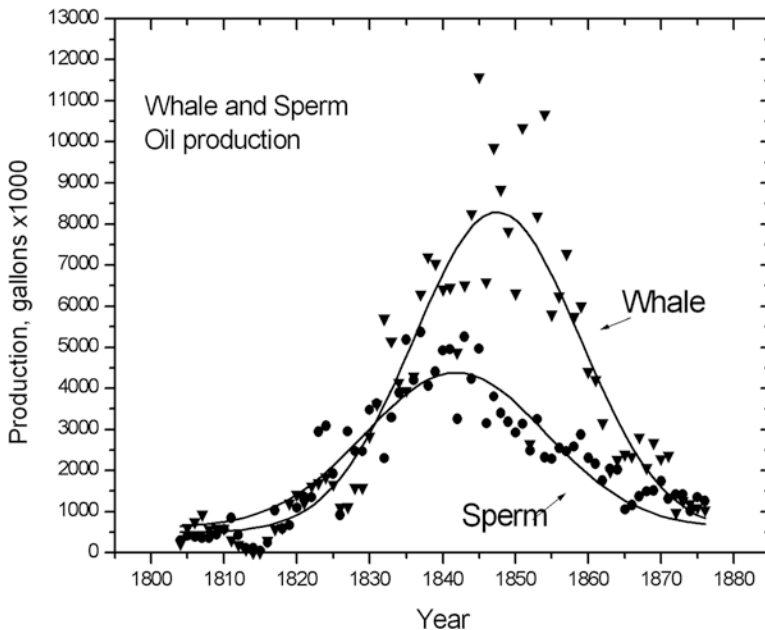 13000
12000
11000
10000
9000
8000
7000
6000
5000
4000
3000
2000
1000
0
Production, gallons x1000
Whale and Sperm
Oil production
Whale
Sperm
1800 1810 1820 1830 1840 1850 1860 1870 1880
Year